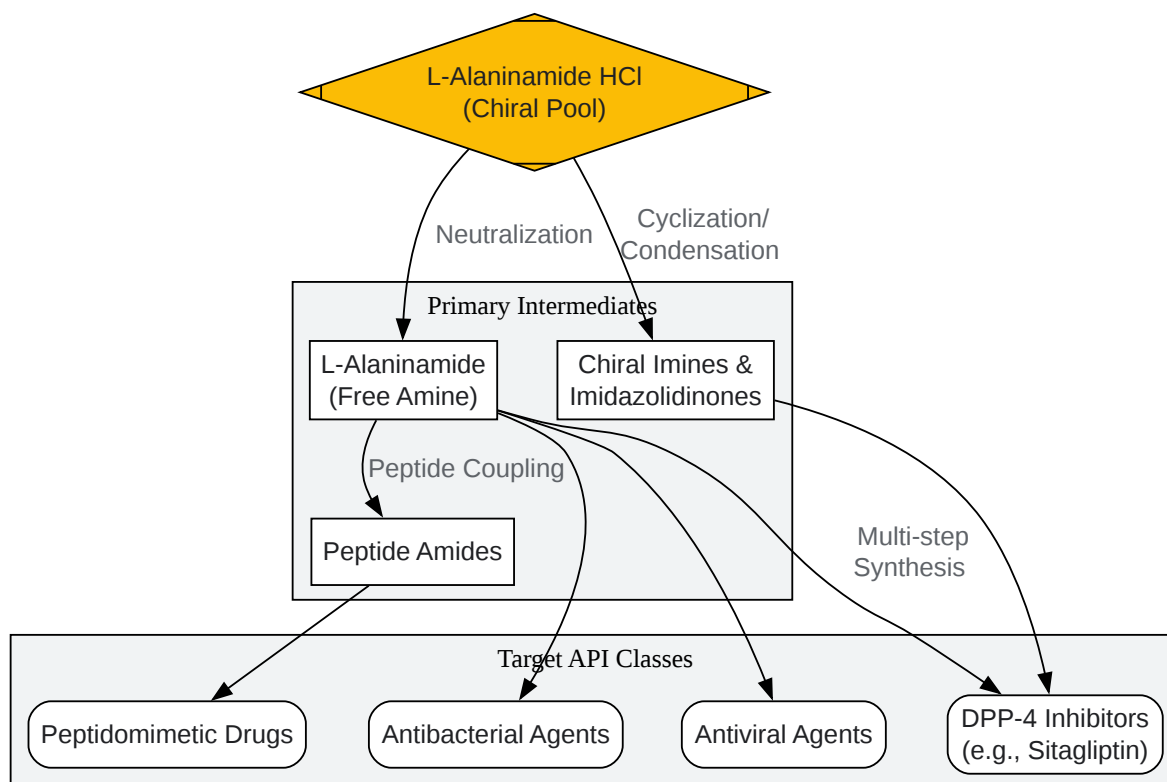 L-Alaninamide HCl
(Chiral Pool)
Neutralization
Cyclization/
Condensation
Primary Intermediates
L-Alaninamide
(Free Amine)
Chiral Imines &
Imidazolidinones
Peptide Coupling
Peptide Amides
Multi-step
Synthesis
Target API Classes
Peptidomimetic Drugs
Antibacterial Agents
Antiviral Agents
DPP-4 Inhibitors
(e.g., Sitagliptin)